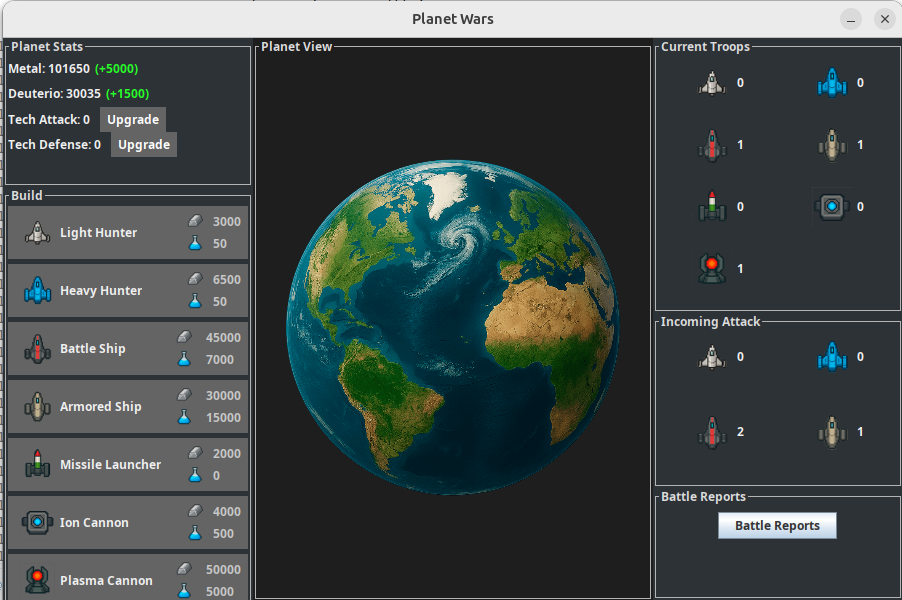 Planet Wars
Planet Stats
Metal: 101650 (+5000)
Deuterio: 30035 (+1500)
Tech Attack: 0 Upgrade
Tech Defense: 0 Upgrade
Build
Light Hunter 3000
50
Heavy Hunter 6500
50
Battle Ship 45000
7000
Armored Ship 30000
15000
Missile Launcher 2000
0
Ion Cannon 4000
500
Plasma Cannon 50000
5000
Planet View
Current Troops
0 0
1 1
0 0
1
Incoming Attack
0 0
2 1
Battle Reports
Battle Reports